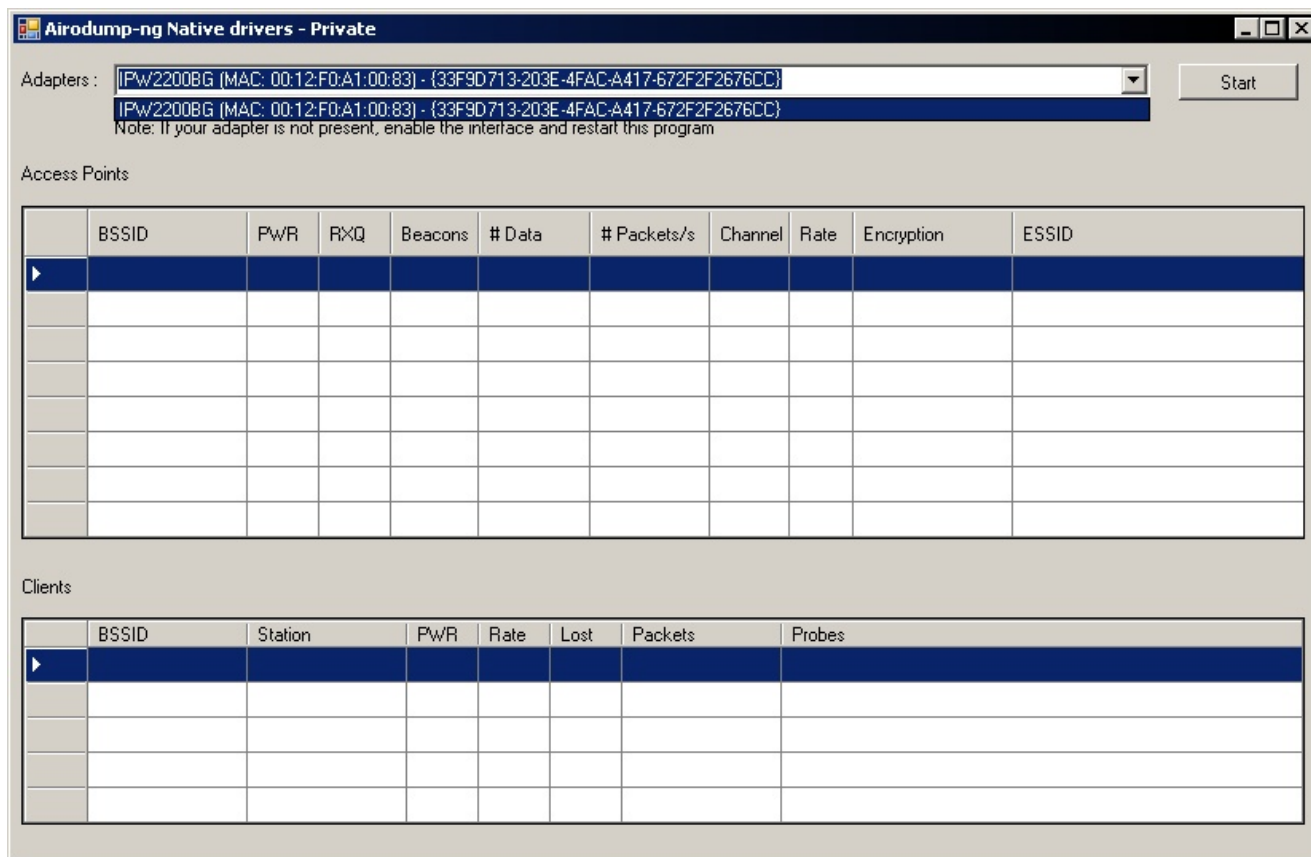 Airodump-ng Native drivers - Private
Adapters : IPW2200BG (MAC: 00:12:F0:A1:00:83) - {33F9D713-203E-4FAC-A417-672F2F2676CC} Start
IPW2200BG (MAC: 00:12:F0:A1:00:83) - {33F9D713-203E-4FAC-A417-672F2F2676CC}
Note: If your adapter is not present, enable the interface and restart this program
Access Points
BSSID PWR RXQ Beacons # Data # Packets/s Channel Rate Encryption ESSID
Clients
BSSID Station PWR Rate Lost Packets Probes